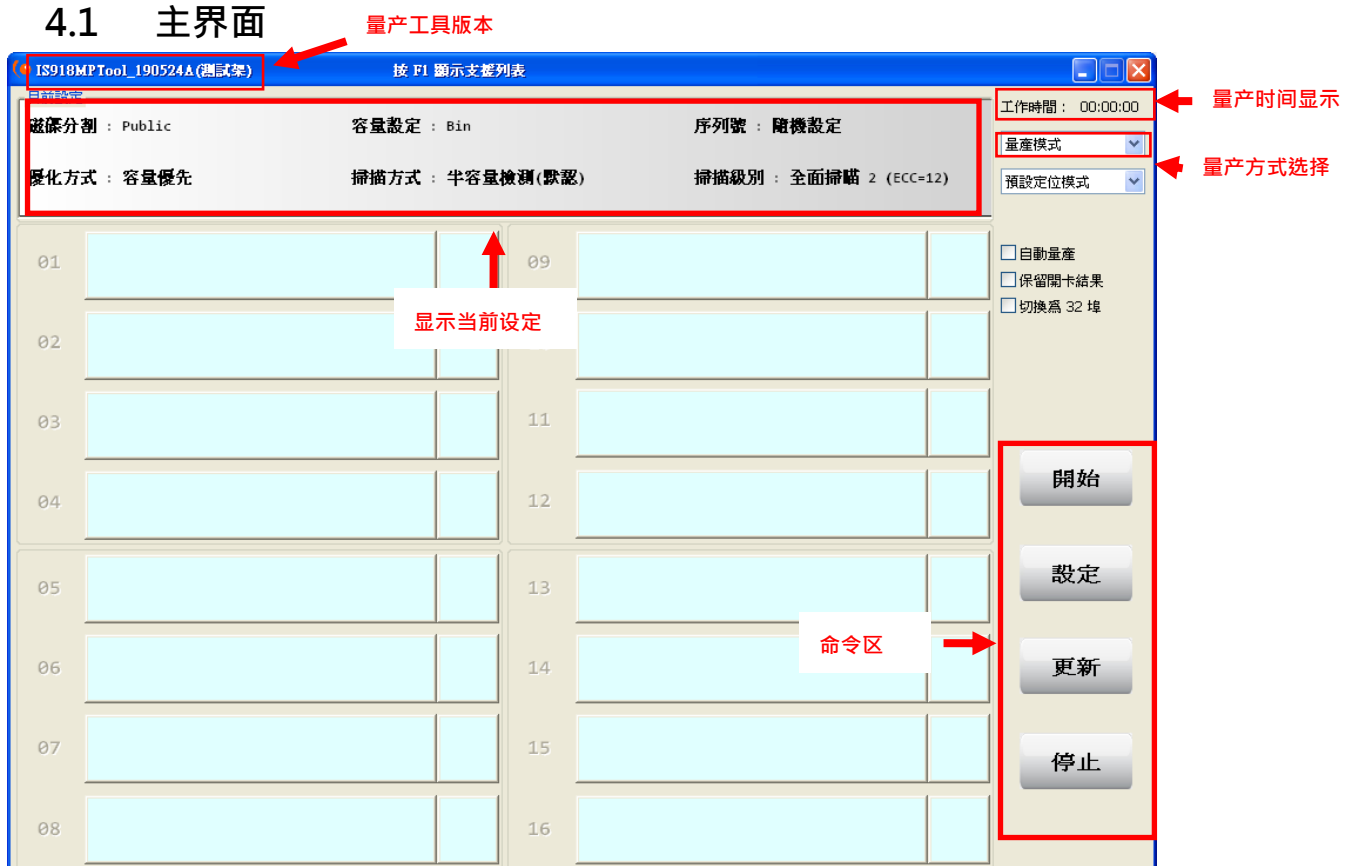 4.1 主界面
量产工具版本
IS918MPTool_190524A(測試架) 按 F1 顯示支援列表
目前設定
工作時間： 00:00:00
量产时间显示
磁碟分割 : Public 容量設定 : Bin 序列號 : 隨機設定
量產模式
量产方式选择
優化方式 : 容量優先 掃描方式 : 半容量檢測(默認) 掃描級別 : 全面掃瞄 2 (ECC=12)
預設定位模式
01 09
自動量產
保留開卡結果
切換爲 32 埠
显示当前设定
02
03 11
04 12
開始
05 13
設定
命令区
06 14
更新
07 15
停止
08 16